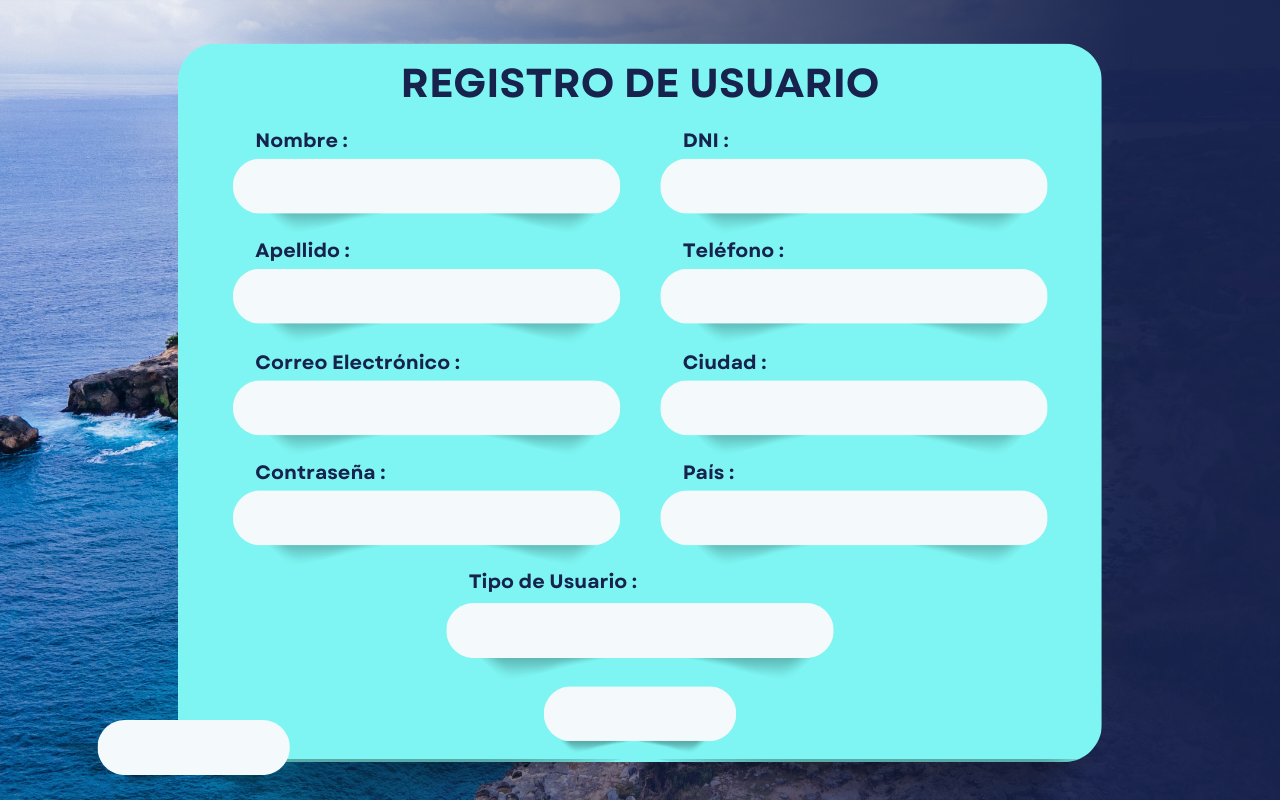 REGISTRO DE USUARIO
Nombre :
DNI :
Apellido :
Teléfono :
Correo Electrónico :
Ciudad :
Contraseña :
País :
Tipo de Usuario :